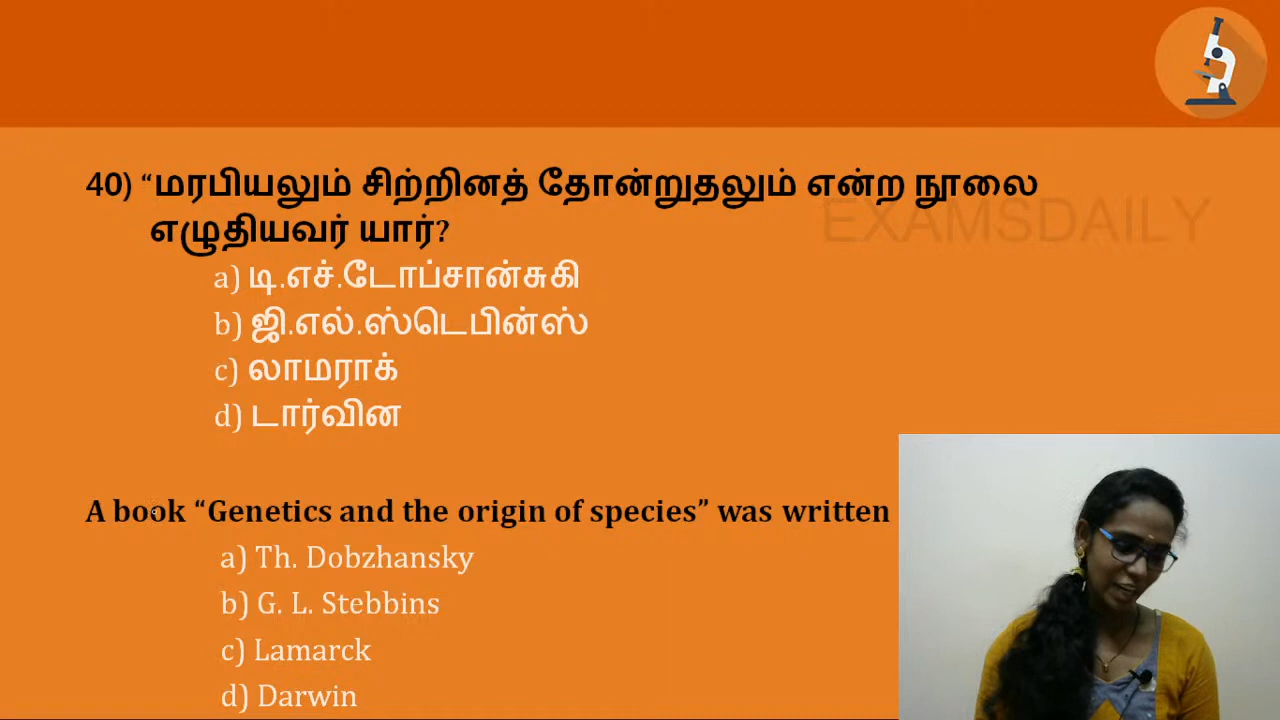 40) “மரபியலும் சிற்றினத் தோன்றுதலும் என்ற நூலை
EXAMSDAILY
எழுதியவர் யார்?
a) டி.எச்.டோப்சான்சுகி
b) ஜி.எல்.ஸ்டெபின்ஸ்
c) லாமராக்
d) டார்வின
A book “Genetics and the origin of species” was written
a) Th. Dobzhansky
b) G. L. Stebbins
c) Lamarck
d) Darwin